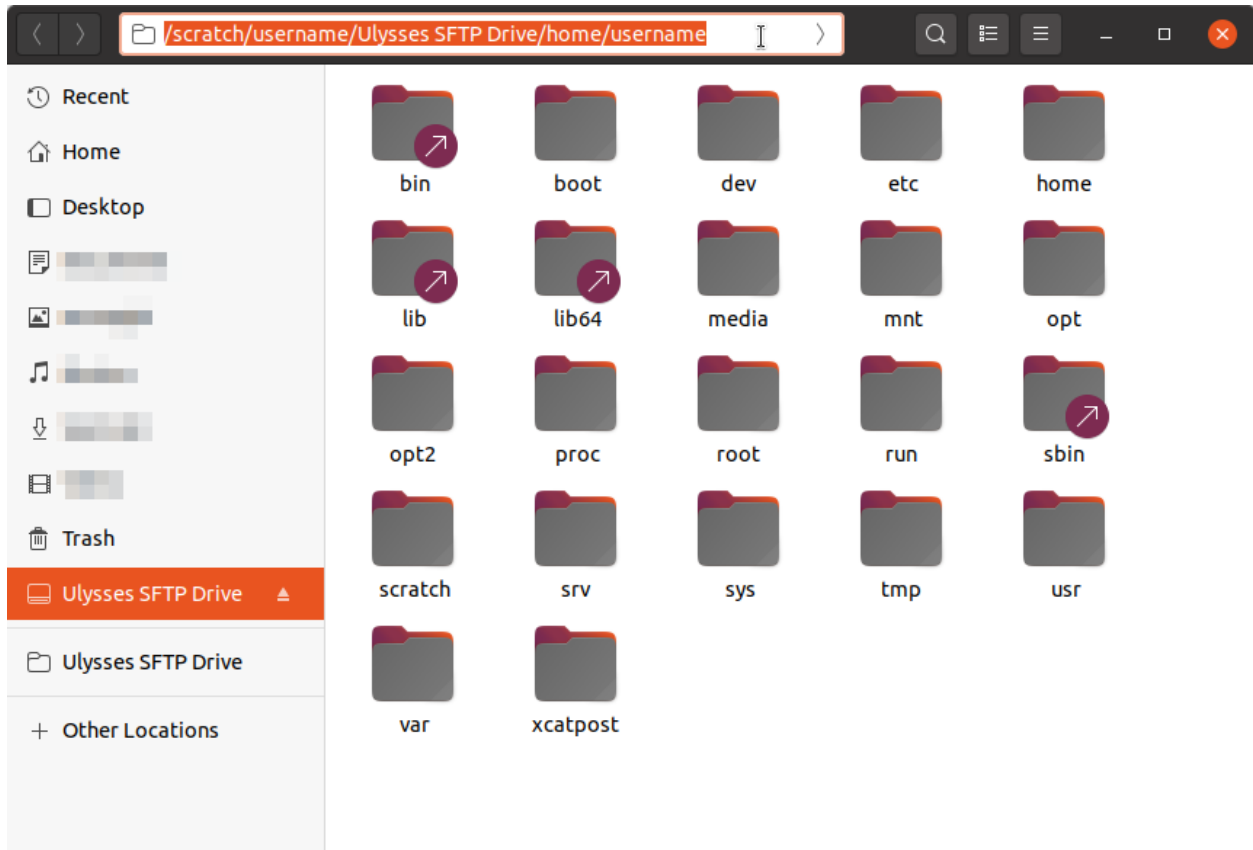 /scratch/username/Ulysses SFTP Drive/home/username
Recent
Home
Desktop
Trash
Ulysses SFTP Drive
Ulysses SFTP Drive
+ Other Locations
bin boot dev etc home
lib lib64 media mnt opt
opt2 proc root run sbin
scratch srv sys tmp usr
var xcatpost